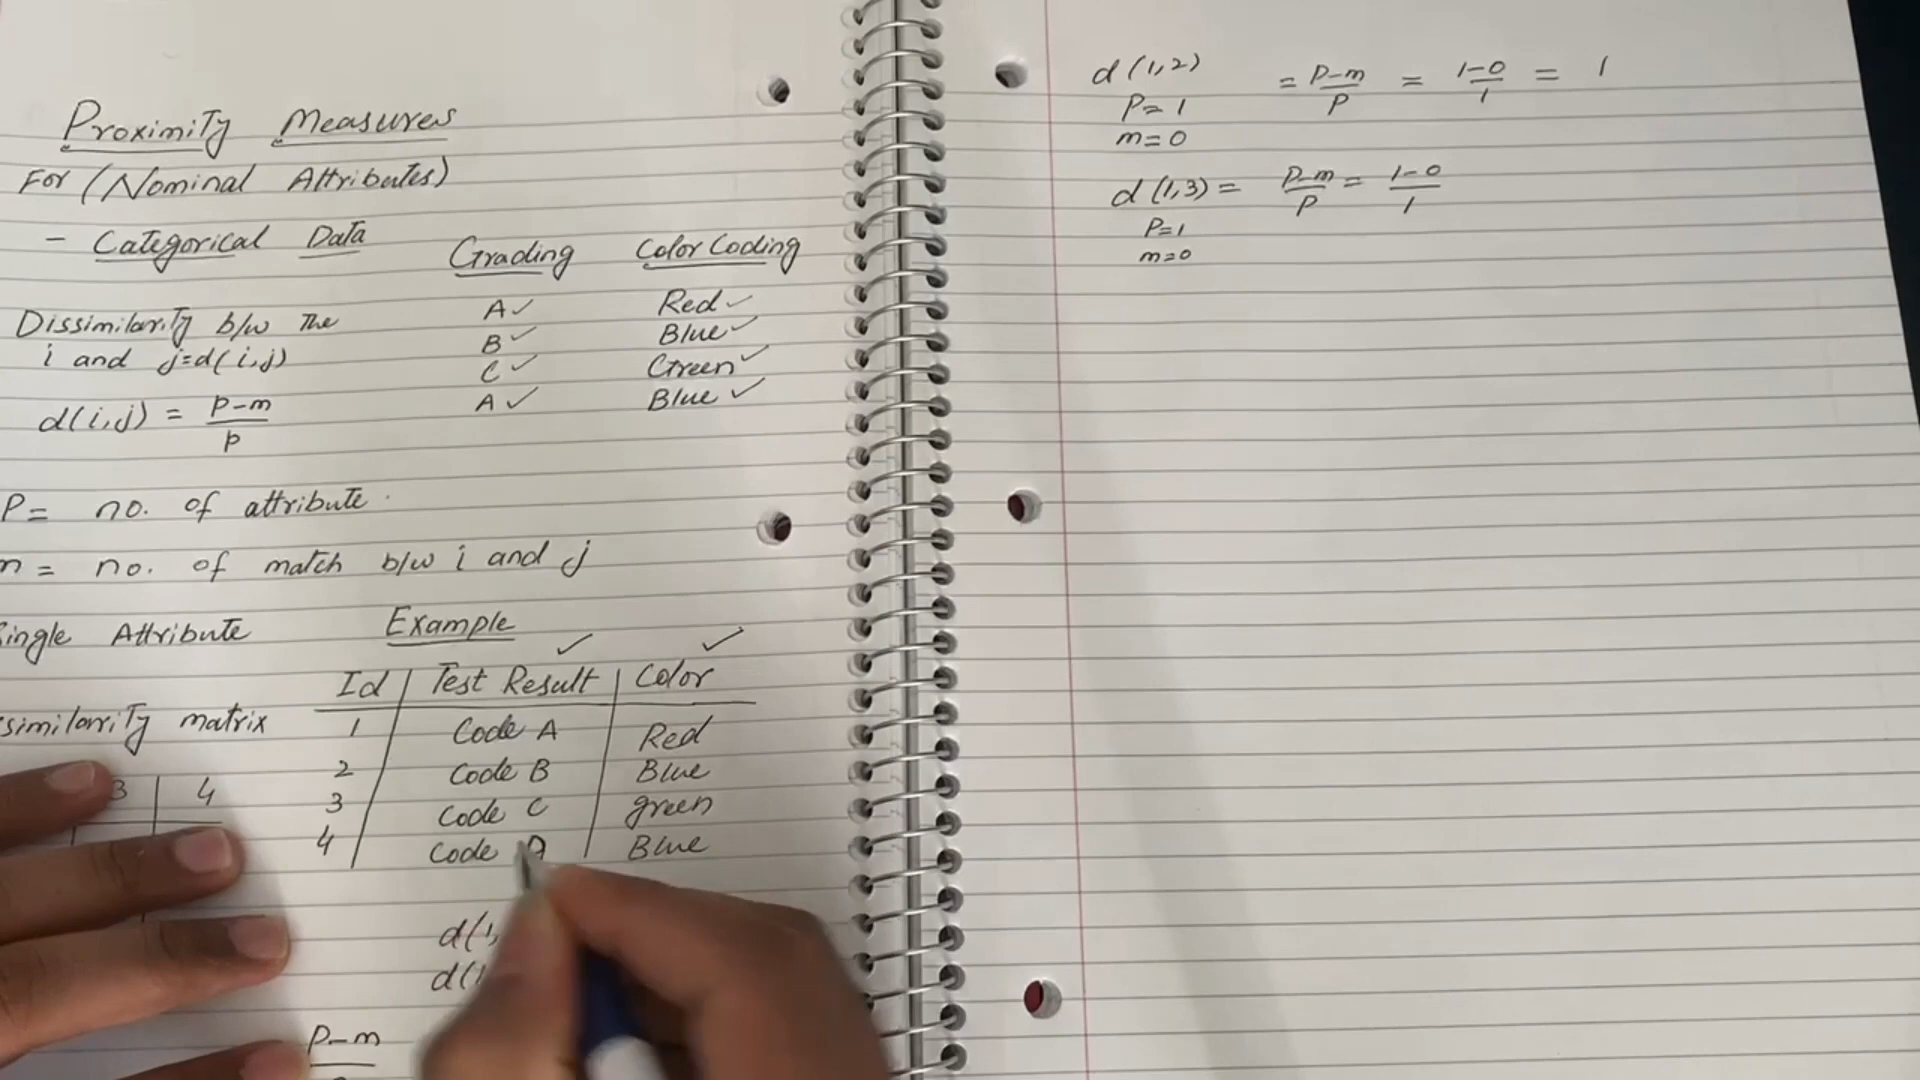 Proximity Measures
For (Nominal Attributes)
- Categorical Data
Grading Color Coding
A✓ Red✓
B✓ Blue✓
C✓ Green✓
A✓ Blue✓
Dissimilarity b/w The
i and j=d(i,j)
d(i,j) = p-m
p
P= no. of attribute.
= no. of match b/w i and j
Attribute
Example
✓ ✓
Id Test Result Color
1 Code A Red
2 Code B Blue
3 Code C green
4 Code A Blue
matrix
3 4
d(1,
P-m
d(1,2) = P-m = 1-0 = 1
P 1
P=1
m=0
d(1,3) = P-m = 1-0
P 1
P=1
m=0